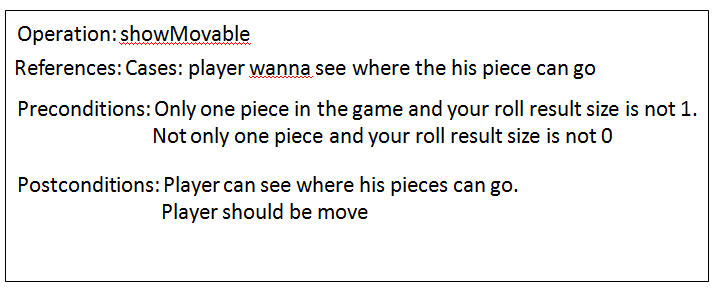 Operation: showMovable
References: Cases: player wanna see where the his piece can go
Preconditions: Only one piece in the game and your roll result size is not 1.
Not only one piece and your roll result size is not 0
Postconditions: Player can see where his pieces can go.
Player should be move